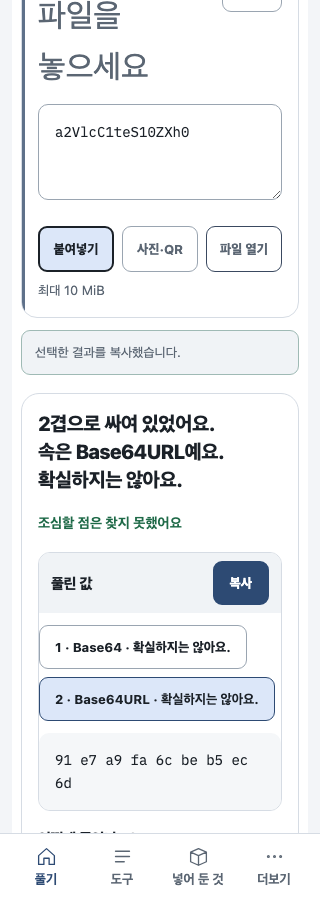 파일을
놓으세요
a2VlcC1teS10ZXh0
붙여넣기
사진·QR
파일 열기
최대 10 MiB
선택한 결과를 복사했습니다.
2겹으로 싸여 있었어요.
속은 Base64URL예요.
확실하지는 않아요.
조심할 점은 찾지 못했어요
풀린 값
복사
1 · Base64 · 확실하지는 않아요.
2 · Base64URL · 확실하지는 않아요.
91 e7 a9 fa 6c be b5 ec
6d
풀기
도구
넣어 둔 것
더보기